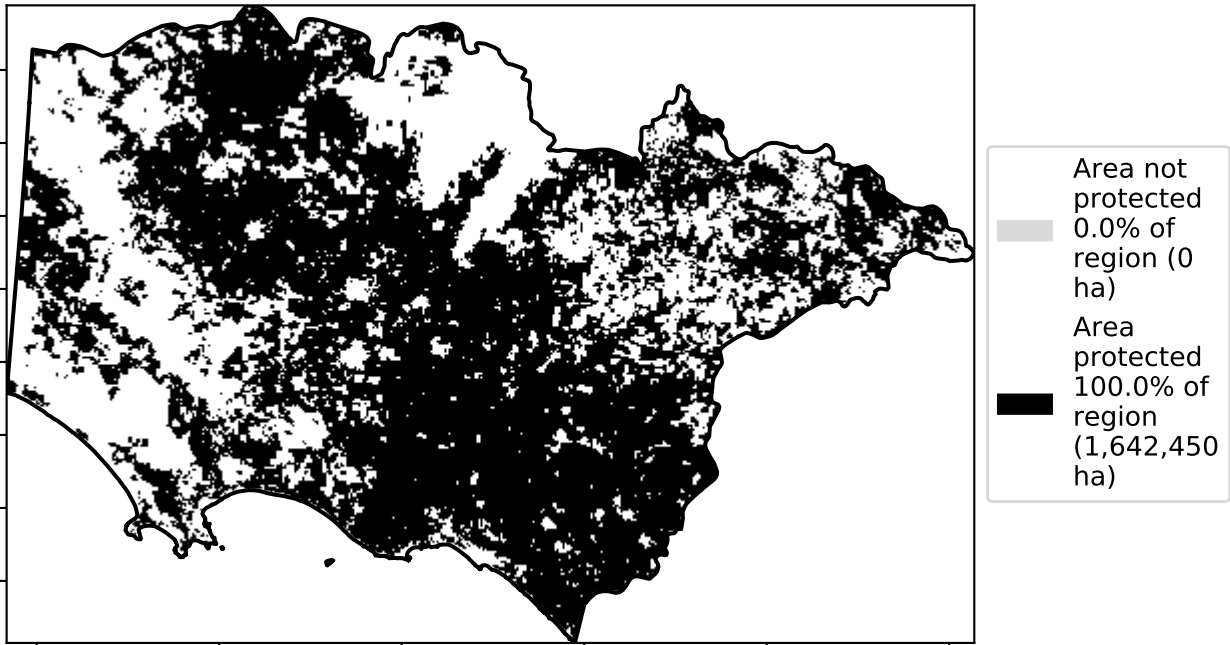 Area not
protected
0.0% of
region (0
ha)
Area
protected
100.0% of
region
(1,642,450
ha)